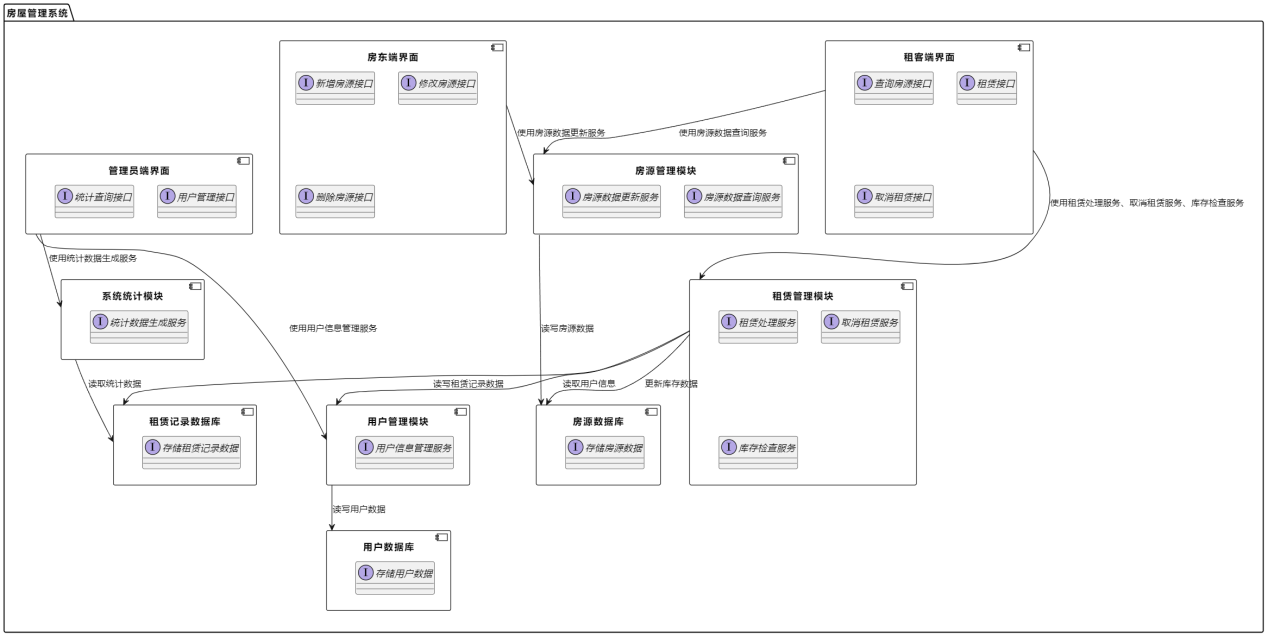 房屋管理系统
房东端界面
I 新增房源接口
I 修改房源接口
I 删除房源接口
租客端界面
I 查询房源接口
I 租赁接口
I 取消租赁接口
使用房源数据更新服务
使用房源数据查询服务
管理员端界面
I 统计查询接口
I 用户管理接口
房源管理模块
I 房源数据更新服务
I 房源数据查询服务
使用租赁处理服务、取消租赁服务、库存检查服务
使用统计数据生成服务
系统统计模块
I 统计数据生成服务
使用用户信息管理服务
读写房源数据
租赁管理模块
I 租赁处理服务
I 取消租赁服务
I 库存检查服务
读取统计数据
读写租赁记录数据
读取用户信息
更新库存数据
租赁记录数据库
I 存储租赁记录数据
用户管理模块
I 用户信息管理服务
房源数据库
I 存储房源数据
读写用户数据
用户数据库
I 存储用户数据